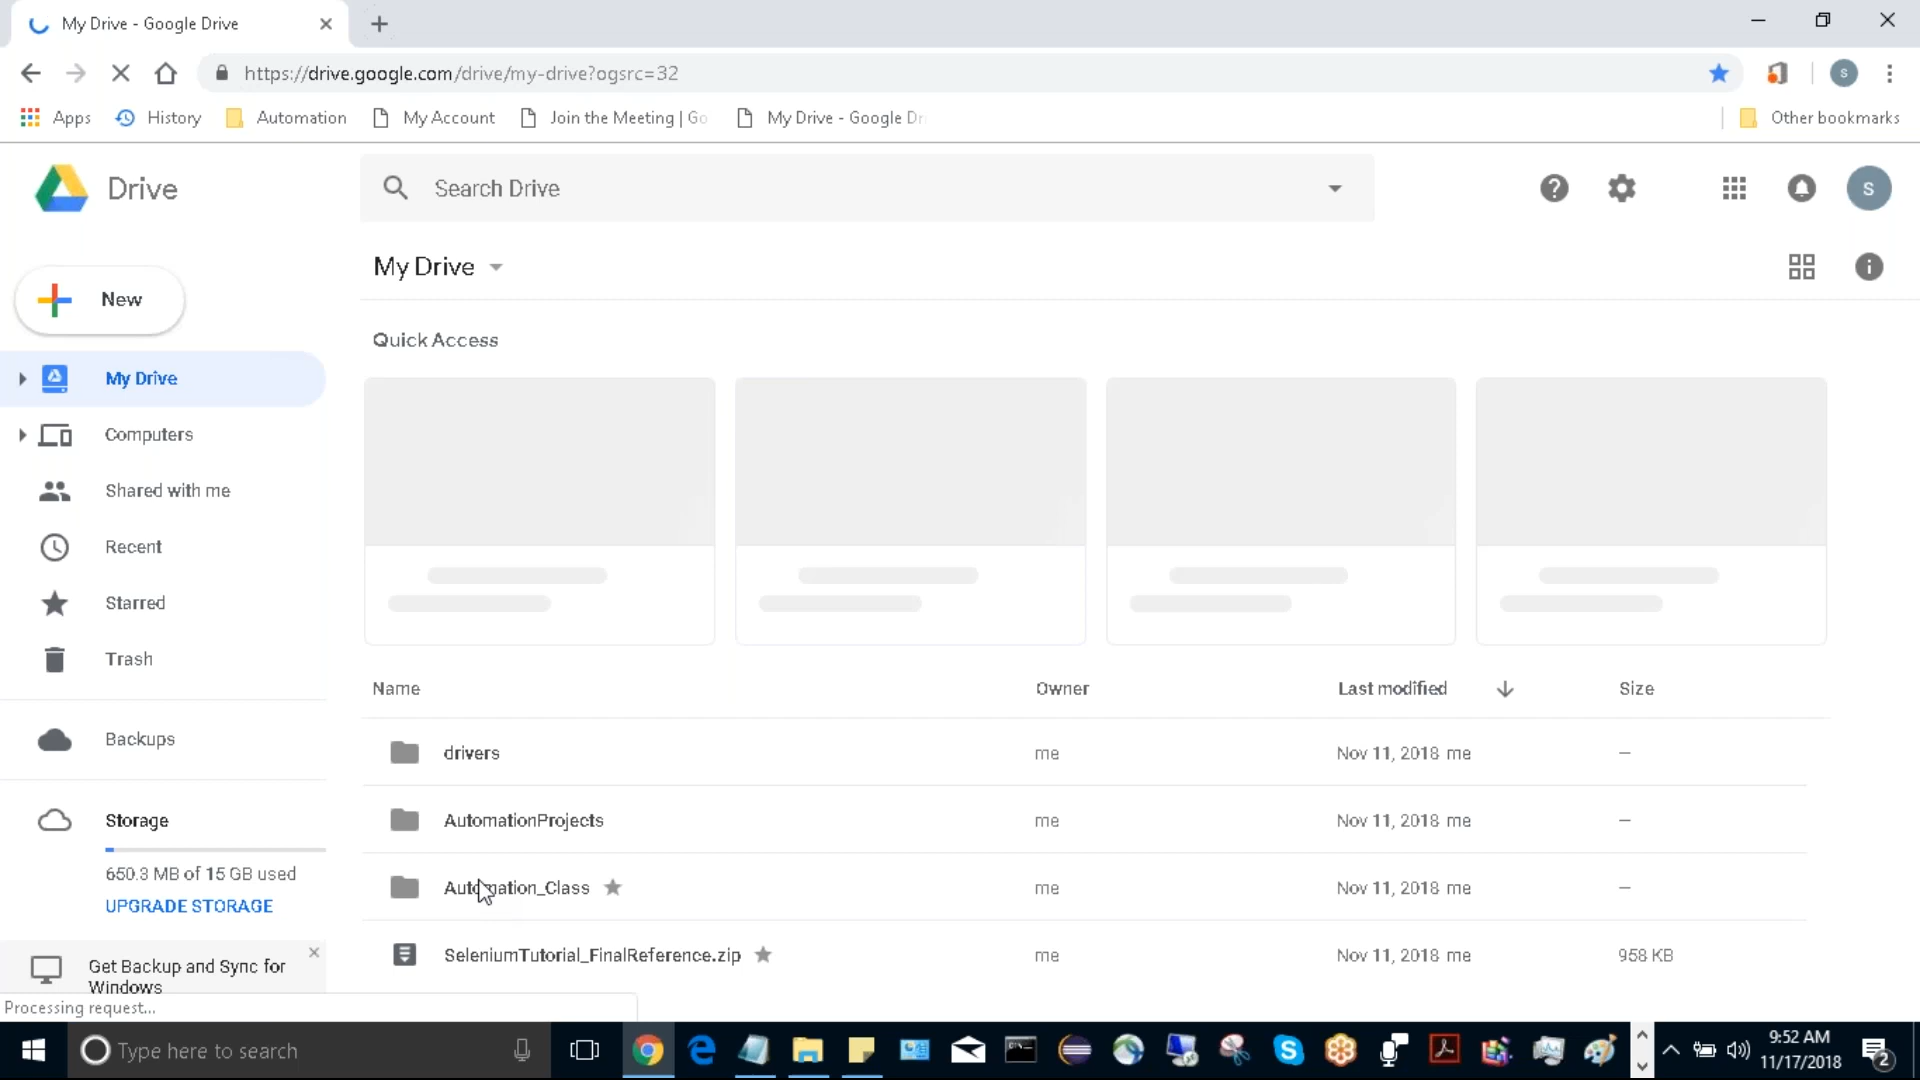 My Drive - Google Drive
https://drive.google.com/drive/my-drive?ogsrc=32
S
Apps
History
Automation
My Account
Join the Meeting | Go
My Drive - Google Dr
Other bookmarks
Drive
Search Drive
S
New
My Drive
My Drive
Computers
Shared with me
Recent
Starred
Trash
Backups
Storage
650.3 MB of 15 GB used
UPGRADE STORAGE
Get Backup and Sync for
Windows
Processing request...
Quick Access
Name Owner Last modified Size
drivers me Nov 11, 2018 me –
AutomationProjects me Nov 11, 2018 me –
Automation_Class me Nov 11, 2018 me –
SeleniumTutorial_FinalReference.zip me Nov 11, 2018 me 958 KB
Type here to search
9:52 AM
11/17/2018
2